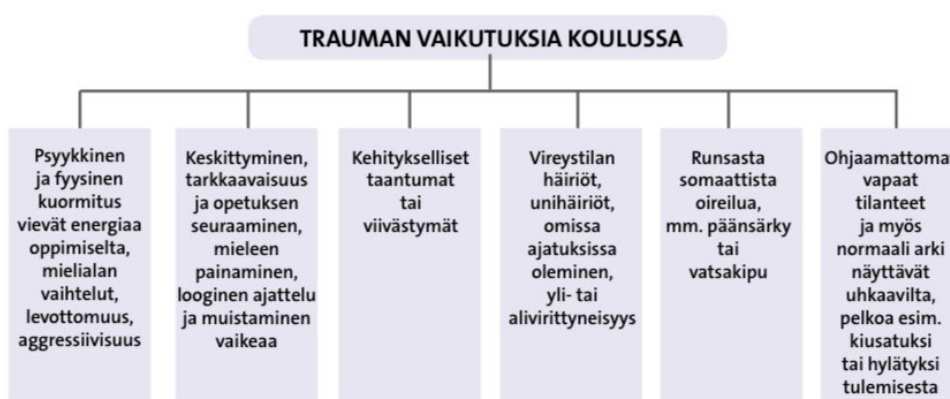 TRAUMAN VAIKUTUKSIA KOULUSSA
Psyykkinen
ja fyysinen
kuormitus
vievät energiaa
oppimiselta,
mielialan
vaihtelut,
levottomuus,
aggressiivisuus
Keskittyminen,
tarkkaavaisuus
ja opetuksen
seuraaminen,
mieleen
painaminen,
looginen ajattelu
ja muistaminen
vaikeaa
Kehitykselliset
taantumat
tai
viivästymät
Vireystilan
häiriöt,
unihäiriöt,
omissa
ajatuksissa
oleminen,
yli- tai
alivirittyneisyys
Runsasta
somaattista
oireilua,
mm. päänsärky
tai
vatsakipu
Ohjaamattoma
vapaat
tilanteet
ja myös
normaali arki
näyttävät
uhkaavilta,
pelkoa esim.
kiusatuksi
tai hylätyksi
tulemisesta